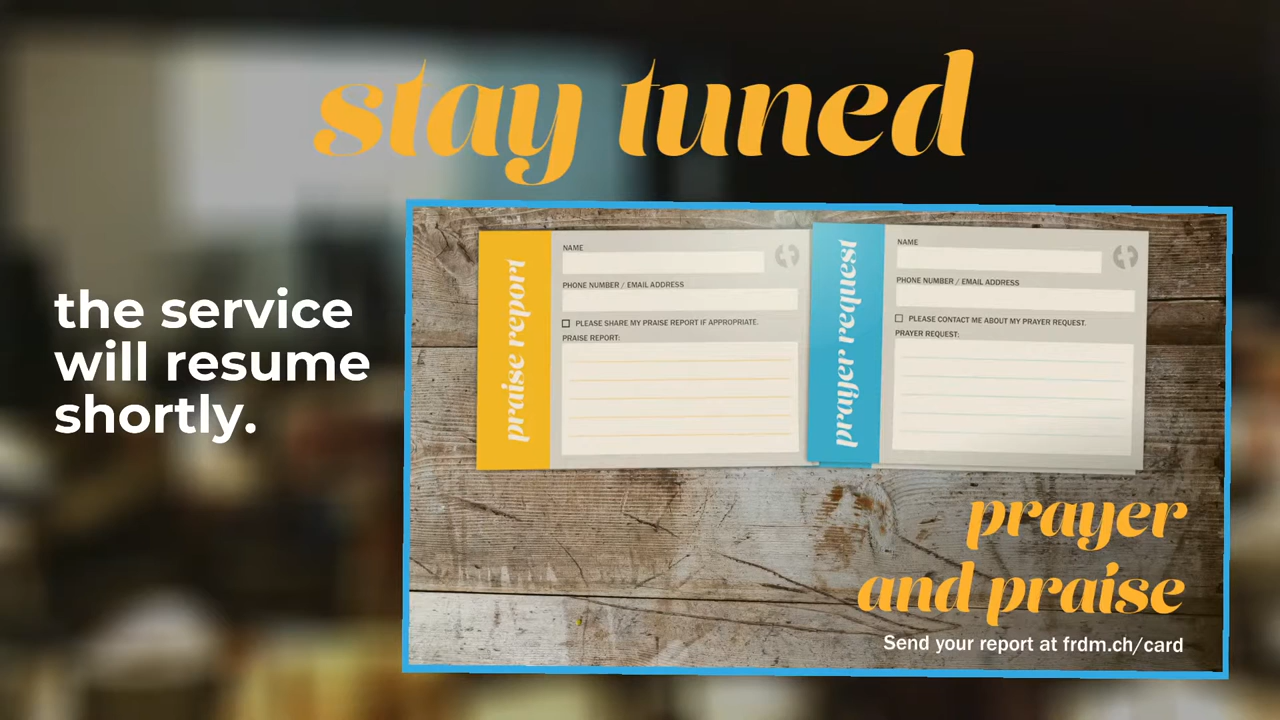 stay tuned
the service
will resume
shortly.
praise report
NAME
PHONE NUMBER / EMAIL ADDRESS
PLEASE SHARE MY PRAISE REPORT IF APPROPRIATE.
PRAISE REPORT:
prayer request
NAME
PHONE NUMBER / EMAIL ADDRESS
PLEASE CONTACT ME ABOUT MY PRAYER REQUEST.
PRAYER REQUEST:
prayer
and praise
Send your report at frdm.ch/card